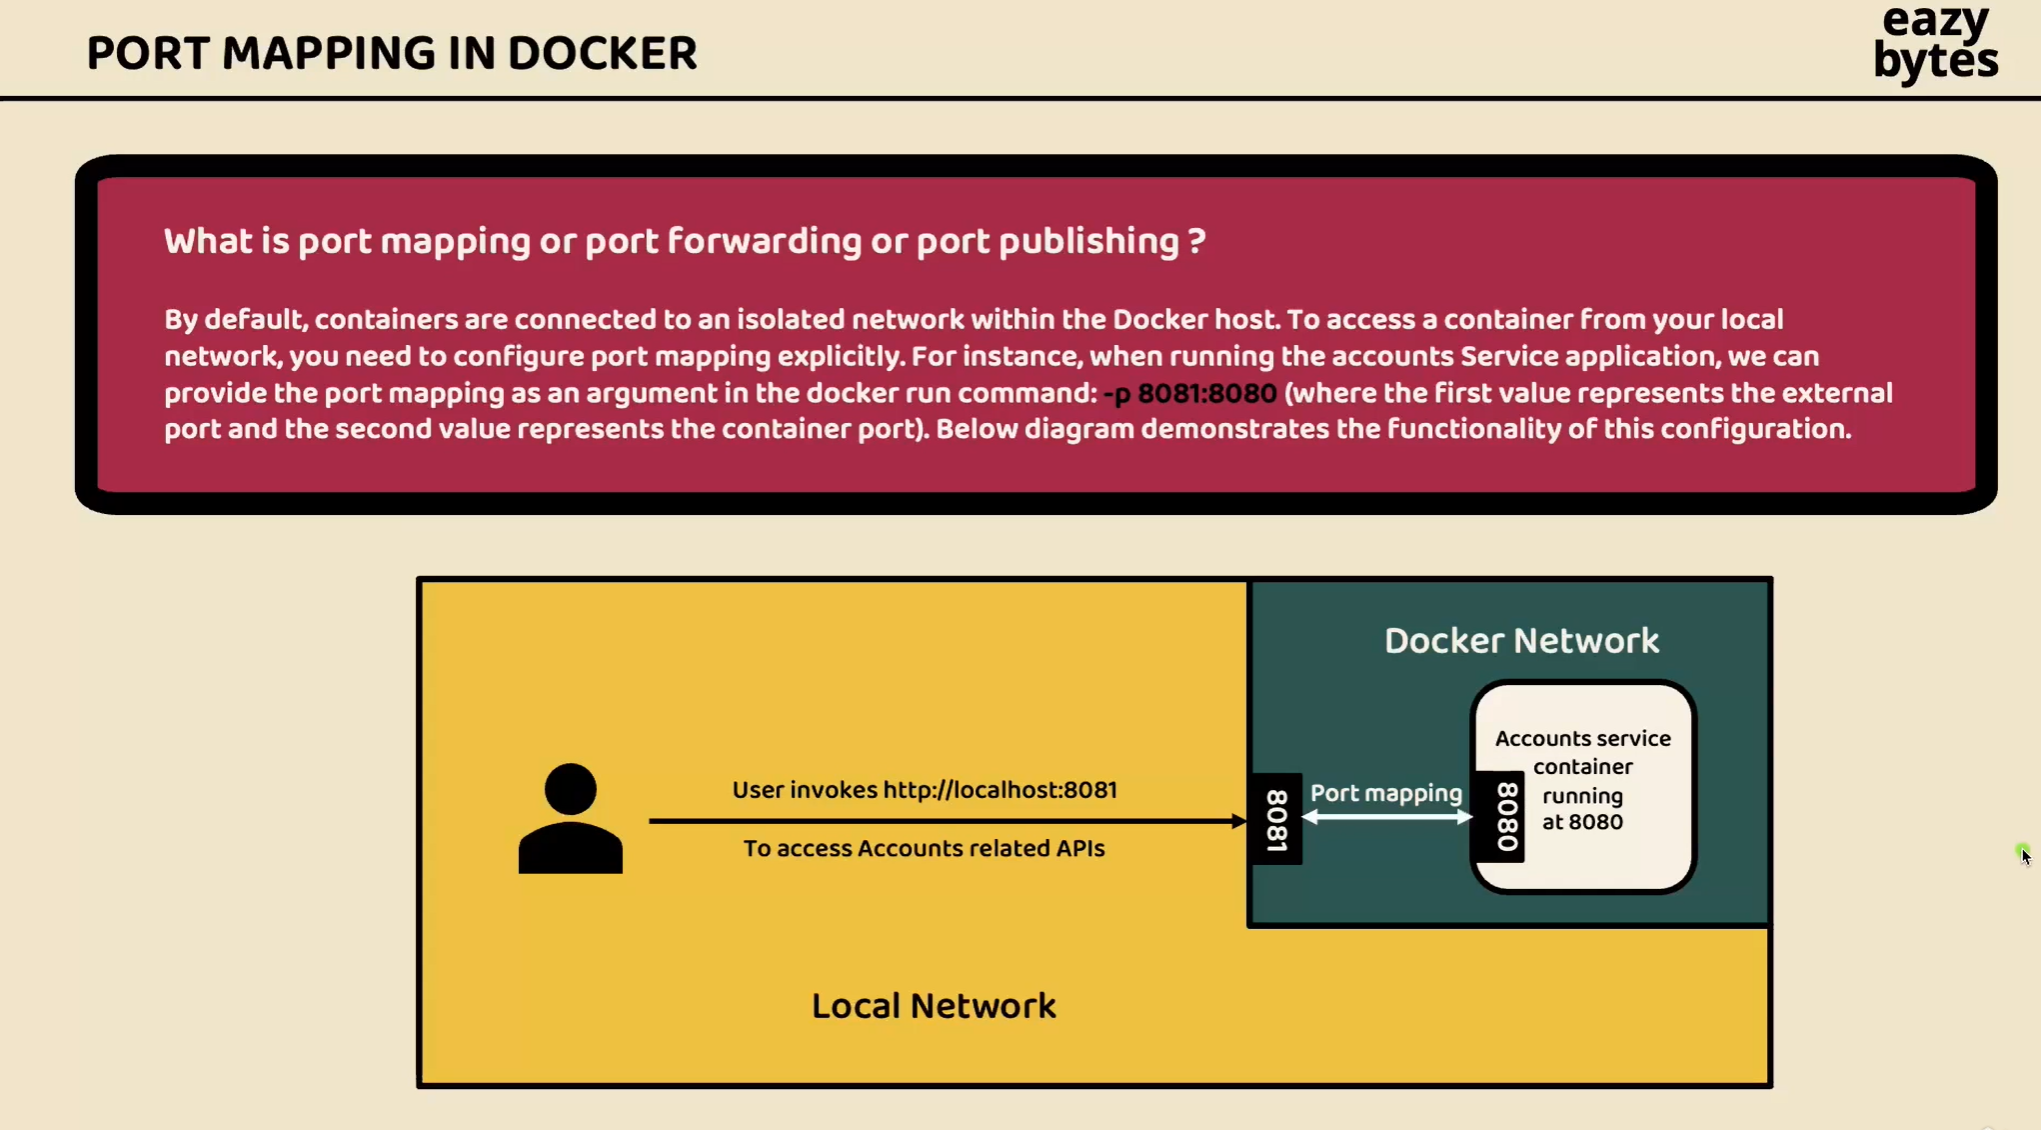 PORT MAPPING IN DOCKER
eazy
bytes
What is port mapping or port forwarding or port publishing ?
By default, containers are connected to an isolated network within the Docker host. To access a container from your local
network, you need to configure port mapping explicitly. For instance, when running the accounts Service application, we can
provide the port mapping as an argument in the docker run command: -p 8081:8080 (where the first value represents the external
port and the second value represents the container port). Below diagram demonstrates the functionality of this configuration.
Docker Network
User invokes http://localhost:8081
To access Accounts related APIs
8081
Port mapping
8080
Accounts service
container
running
at 8080
Local Network